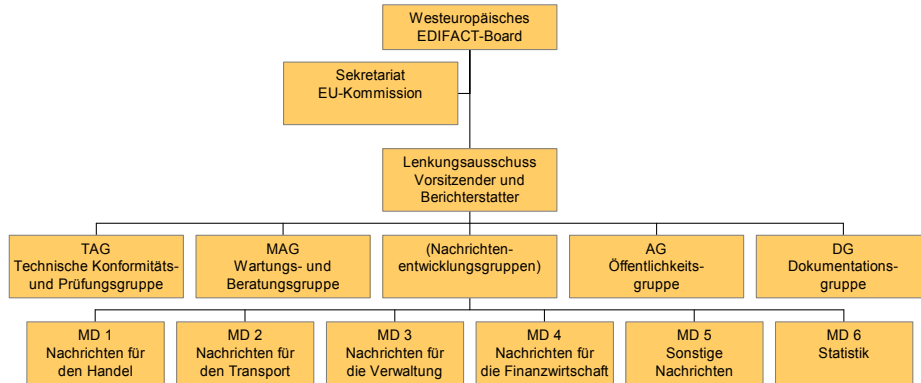 Westeuropäisches
EDIFACT-Board
Sekretariat
EU-Kommission
Lenkungsausschuss
Vorsitzender und
Berichterstatter
TAG
Technische Konformitäts-
und Prüfungsgruppe
MAG
Wartungs- und
Beratungsgruppe
(Nachrichten-
entwicklungsgruppen)
AG
Öffentlichkeits-
gruppe
DG
Dokumentations-
gruppe
MD 1
Nachrichten für
den Handel
MD 2
Nachrichten für
den Transport
MD 3
Nachrichten für
die Verwaltung
MD 4
Nachrichten für
die Finanzwirtschaft
MD 5
Sonstige
Nachrichten
MD 6
Statistik